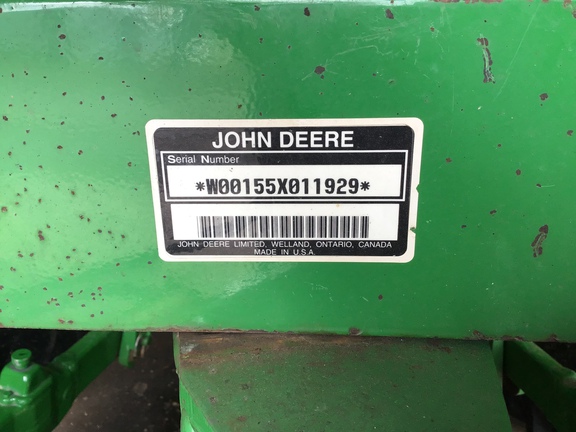 JOHN DEERE
Serial Number
*W00155X011929*
JOHN DEERE LIMITED, WELLAND, ONTARIO, CANADA
MADE IN U.S.A.